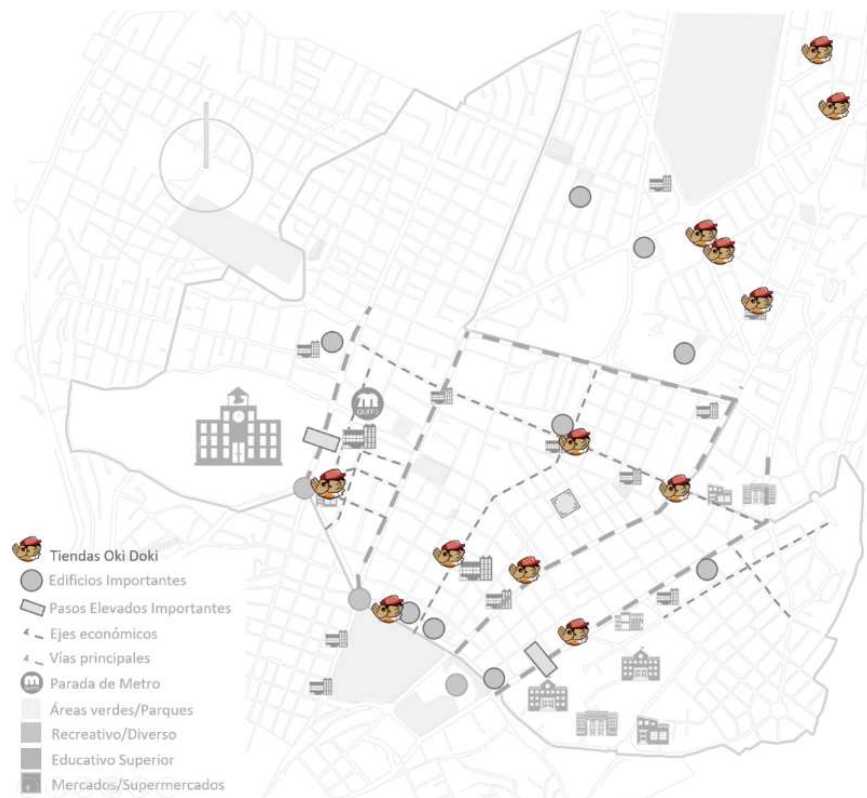 QUITO
Tiendas Oki Doki
Edificios Importantes
Pasos Elevados Importantes
Ejes económicos
Vías principales
Parada de Metro
Áreas verdes/Parques
Recreativo/Diverso
Educativo Superior
Mercados/Supermercados